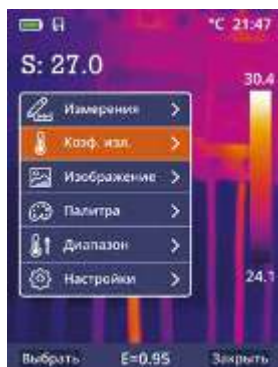 °C 21:47
S: 27.0
30.4
Измерения
Коэф. изл.
Изображение
Палитра
Диапазон
Настройки
24.1
Выбрать E=0.95 Закрыть